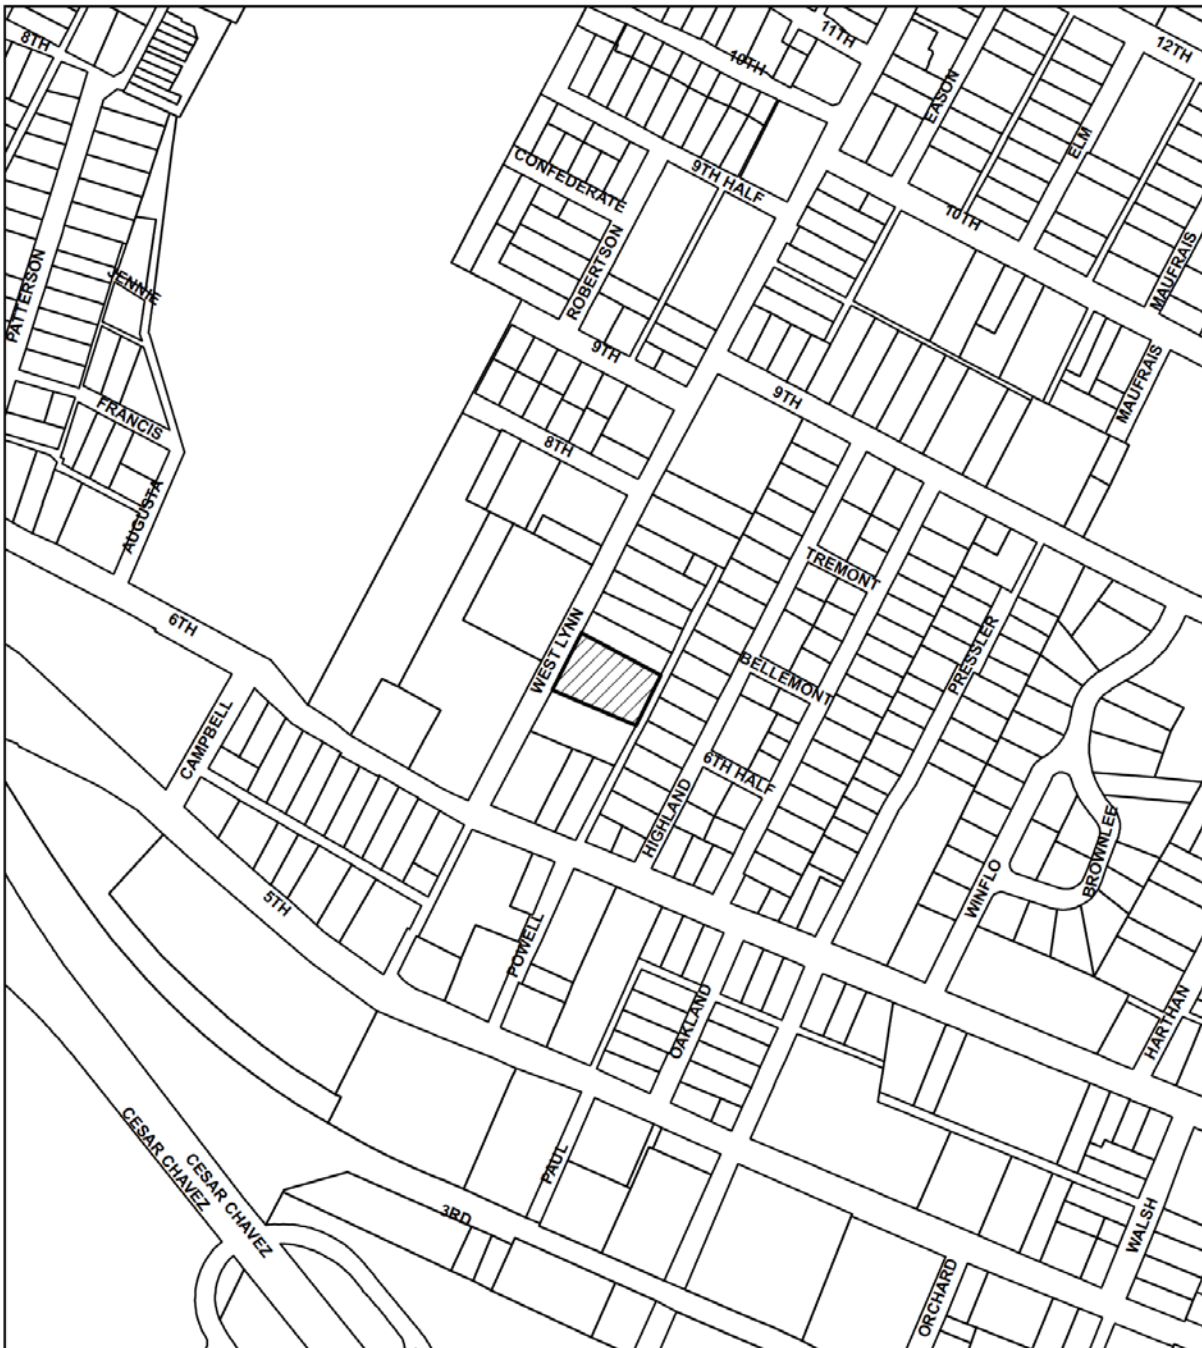 8TH
11TH
12TH
10TH
EASON
ELM
CONFEDERATE
9TH HALF
10TH
PATTERSON
JENNIE
ROBERTSON
MAUFRAIS
9TH
MAUFRAIS
9TH
FRANCIS
8TH
AUGUSTA
TREMONT
6TH
WEST LYNN
BELLEMONT
PRESSLER
CAMPBELL
6TH HALF
HIGHLAND
BROWNLEE
WINFLO
5TH
POWELL
OAKLAND
HARTHAN
CESAR CHAVEZ
CESAR CHAVEZ
PAUL
3RD
WALSH
ORCHARD